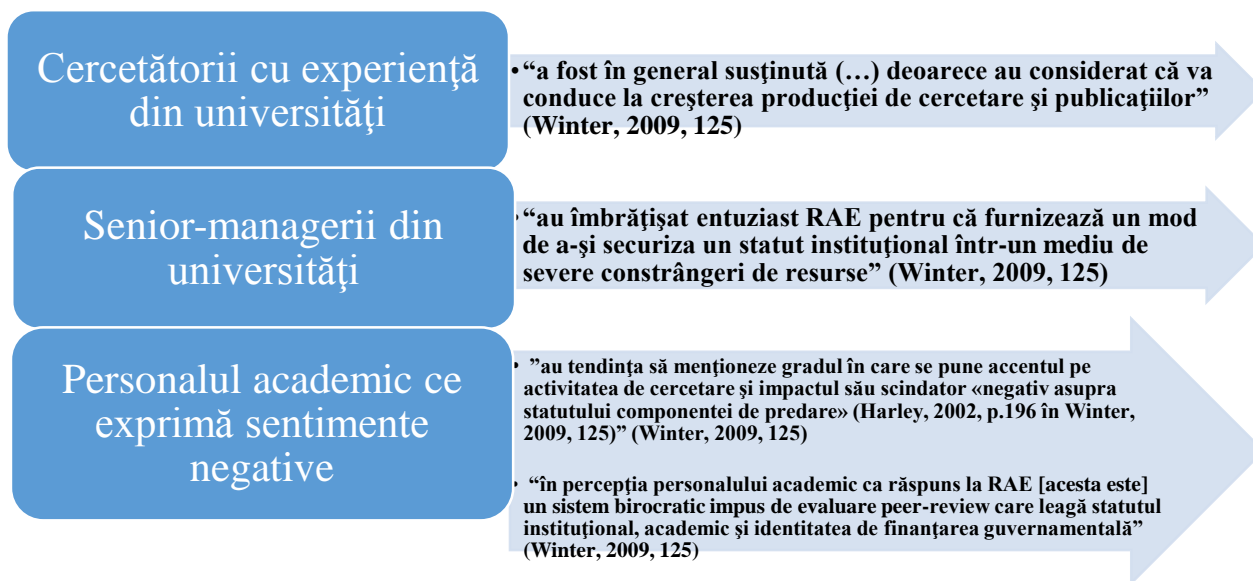 Cercetătorii cu experienţă
din universităţi
•“a fost în general susţinută (…) deoarece au considerat că va
conduce la creşterea producţiei de cercetare şi publicaţiilor”
(Winter, 2009, 125)
Senior-managerii din
universităţi
•“au îmbrăţişat entuziast RAE pentru că furnizează un mod
de a-şi securiza un statut instituţional într-un mediu de
severe constrângeri de resurse” (Winter, 2009, 125)
Personalul academic ce
exprimă sentimente
negative
• ”au tendinţa să menţioneze gradul în care se pune accentul pe
activitatea de cercetare şi impactul său scindator «negativ asupra
statutului componentei de predare» (Harley, 2002, p.196 în Winter,
2009, 125)” (Winter, 2009, 125)
• “în percepţia personalului academic ca răspuns la RAE [acesta este]
un sistem birocratic impus de evaluare peer-review care leagă statutul
instituţional, academic şi identitatea de finanţarea guvernamentală”
(Winter, 2009, 125)